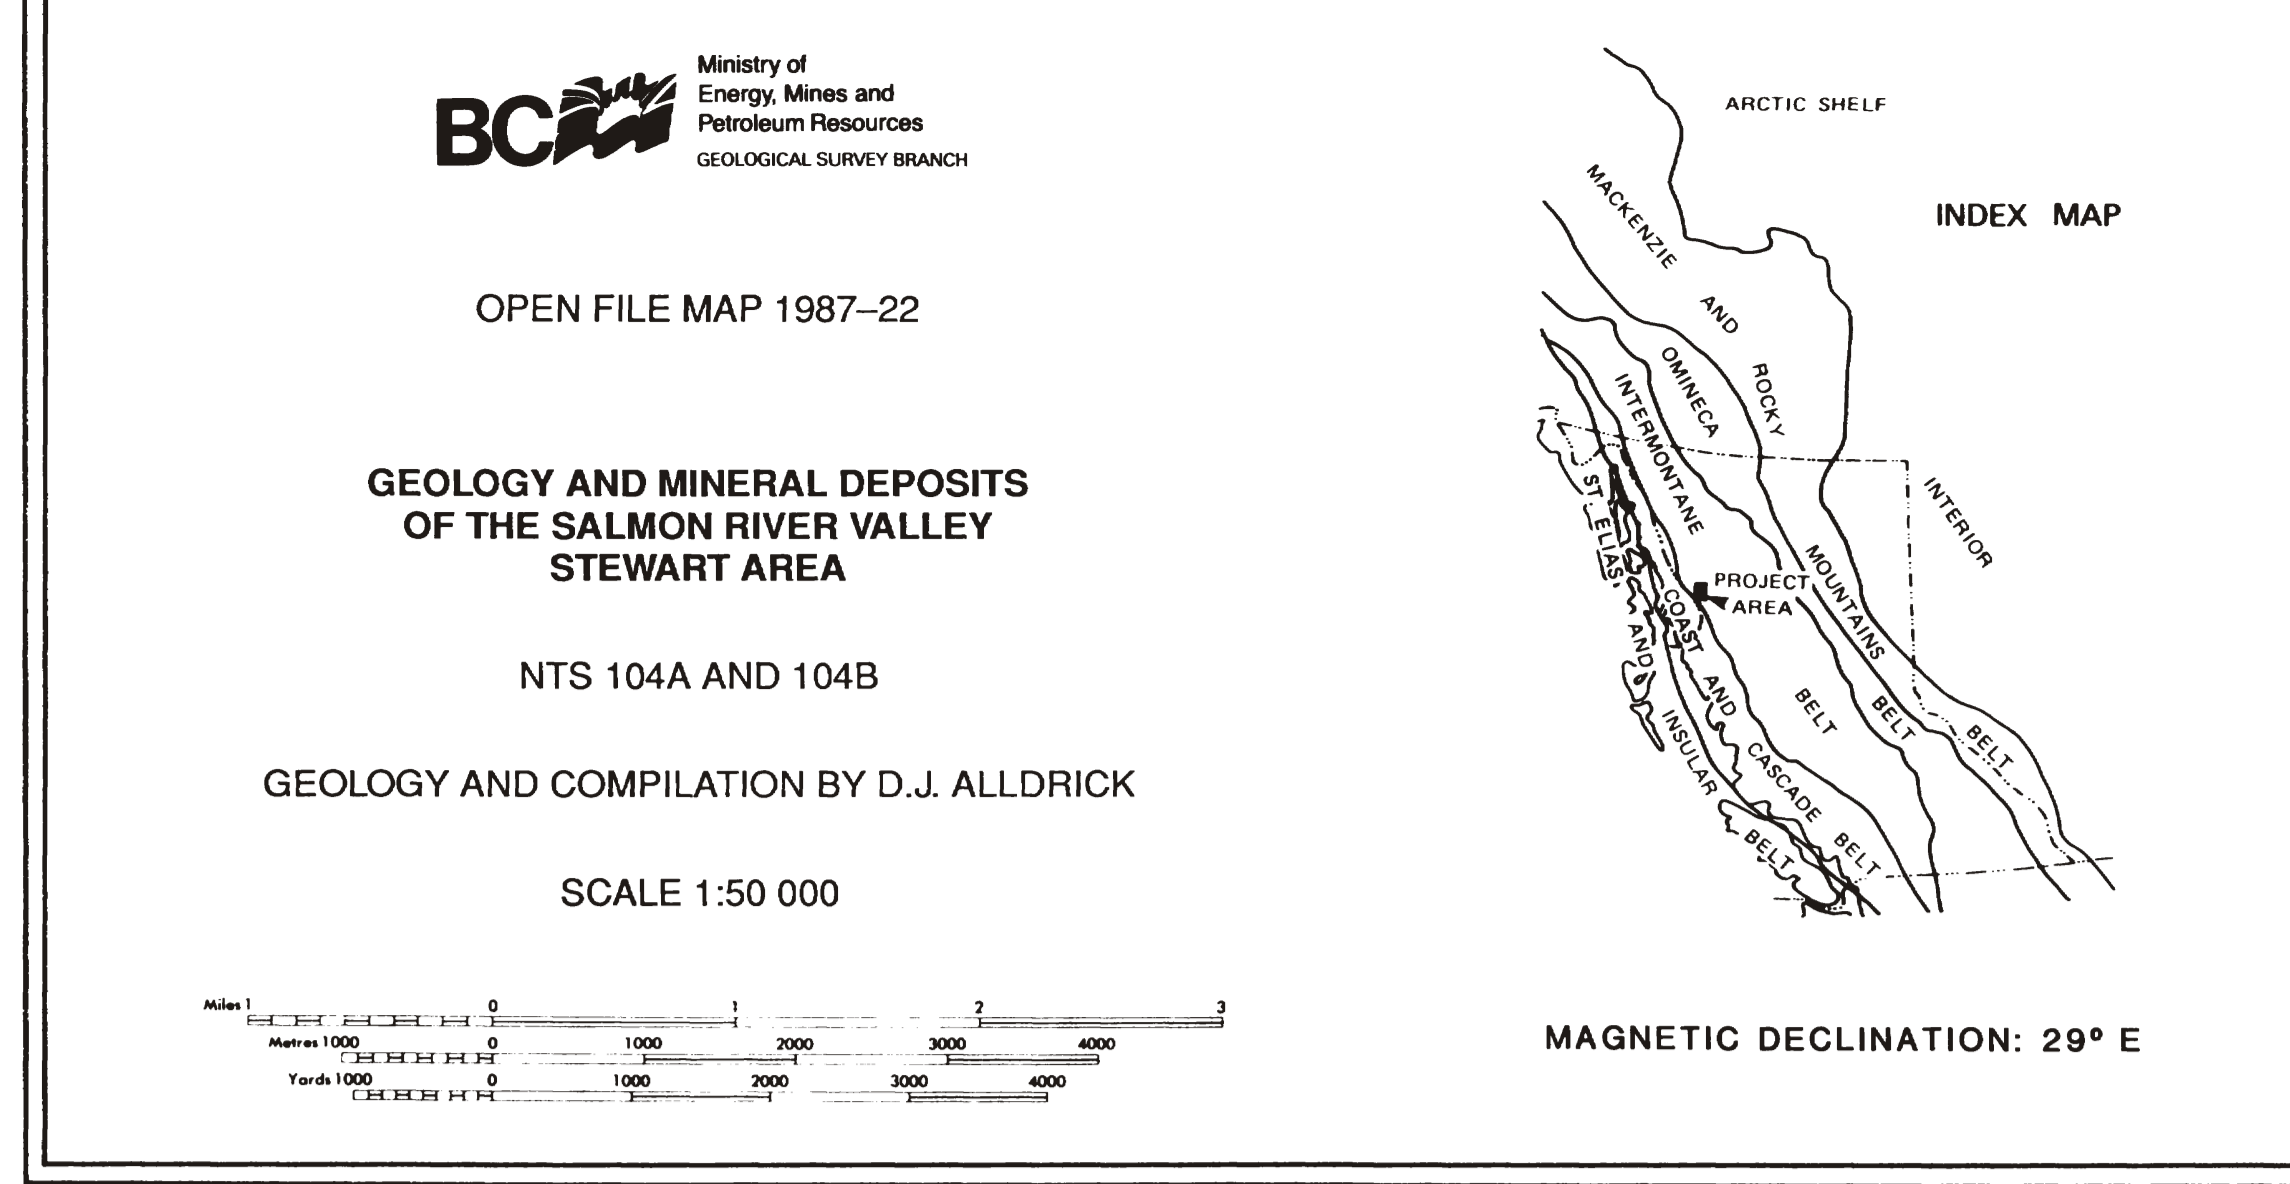 BC
Ministry of
Energy, Mines and
Petroleum Resources
GEOLOGICAL SURVEY BRANCH
OPEN FILE MAP 1987–22
GEOLOGY AND MINERAL DEPOSITS
OF THE SALMON RIVER VALLEY
STEWART AREA
NTS 104A AND 104B
GEOLOGY AND COMPILATION BY D.J. ALLDRICK
SCALE 1:50 000
Miles 1 0 1 2 3
Metres 1000 0 1000 2000 3000 4000
Yards 1000 0 1000 2000 3000 4000
INDEX MAP
ARCTIC SHELF
MACKENZIE AND ROCKY MOUNTAINS BELT
OMINECA BELT
INTERMONTANE BELT
ST. ELIAS AND INSULAR BELT
COAST AND CASCADE BELT
INTERIOR
PROJECT
AREA
MAGNETIC DECLINATION: 29º E